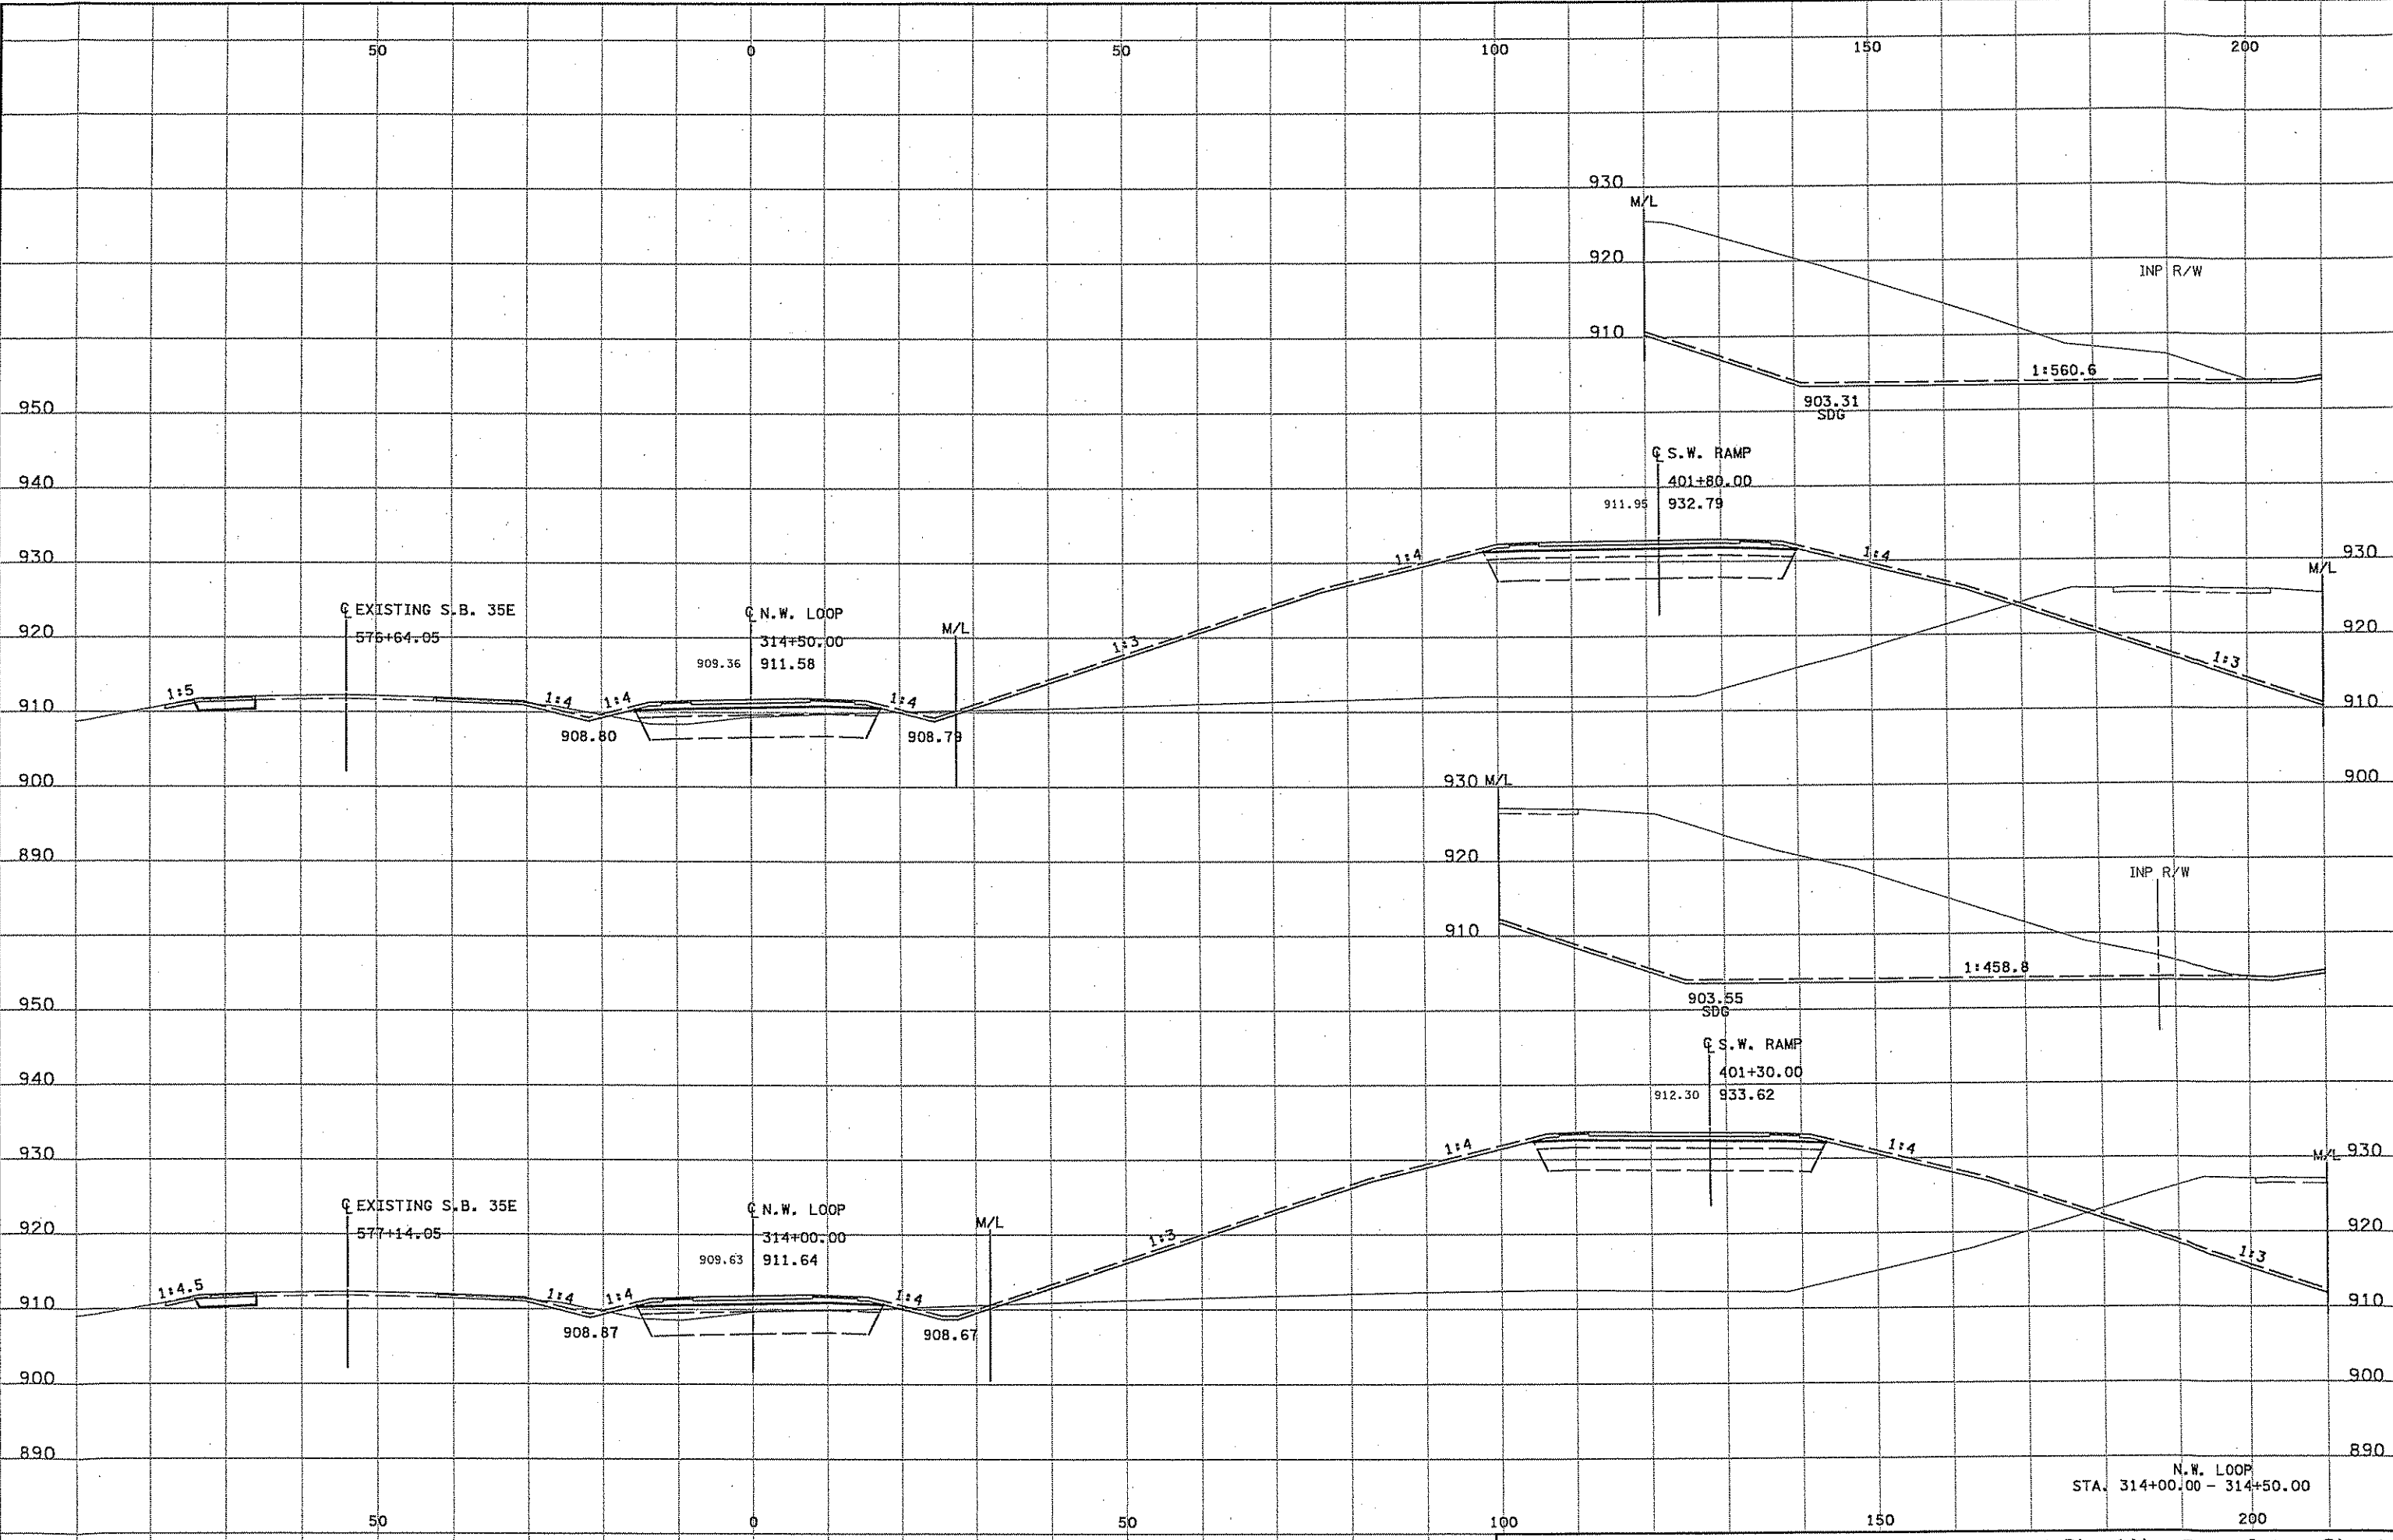 50 0 50 100 150 200
930
M/L
920
INP R/W
910
1:560.6
950
903.31
SDG
℄ S.W. RAMP
940
401+80.00
911.95 932.79
930 1:4 1:4 930
M/L
℄ EXISTING S.B. 35E
576+64.05
℄ N.W. LOOP
314+50.00
909.36 911.58
M/L
920 920
1:3 1:3
1:5 1:4 1:4 1:4
910 910
908.80 908.79
900 930 M/L 900
890 920
INP R/W
910
1:458.8
950
903.55
SDG
℄ S.W. RAMP
940
401+30.00
912.30 933.62
930 1:4 1:4 M/L 930
℄ EXISTING S.B. 35E
577+14.05
℄ N.W. LOOP
314+00.00
909.63 911.64
M/L
920 920
1:3 1:3
1:4.5 1:4 1:4 1:4
910 910
908.87 908.67
900 900
890 890
N.W. LOOP
STA. 314+00.00 - 314+50.00
50 0 50 100 150 200